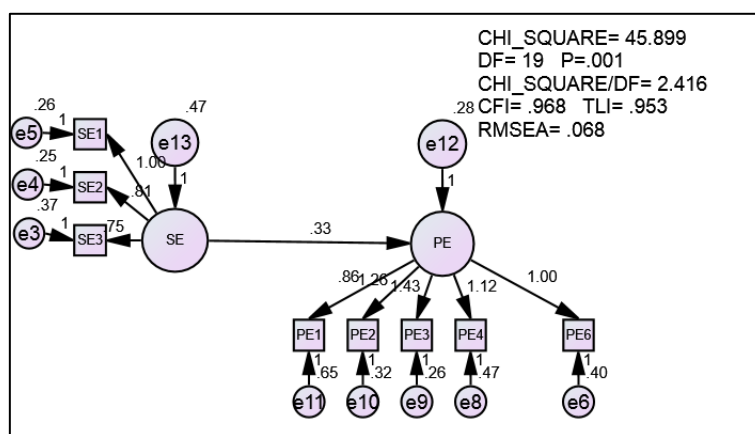 CHI_SQUARE= 45.899
DF= 19 P=.001
CHI_SQUARE/DF= 2.416
CFI= .968 TLI= .953
RMSEA= .068
.26
e5
1
SE1
.25
e4
1
SE2
.37
e3
1
SE3
1.00
.81
.75
.47
e13
1
SE
.33
.28
e12
1
PE
.86
1.26
1.43
1.12
1.00
PE1
PE2
PE3
PE4
PE6
1
1
1
1
1
.65
.32
.26
.47
.40
e11
e10
e9
e8
e6